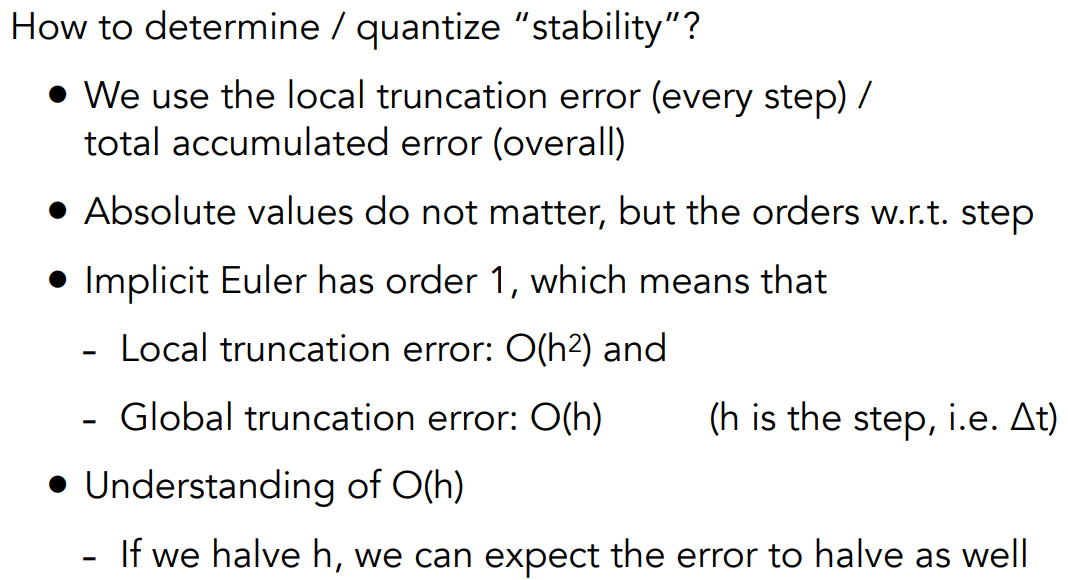 How to determine / quantize “stability”?
• We use the local truncation error (every step) /
total accumulated error (overall)
• Absolute values do not matter, but the orders w.r.t. step
• Implicit Euler has order 1, which means that
- Local truncation error: O(h²) and
- Global truncation error: O(h) (h is the step, i.e. ∆t)
• Understanding of O(h)
- If we halve h, we can expect the error to halve as well